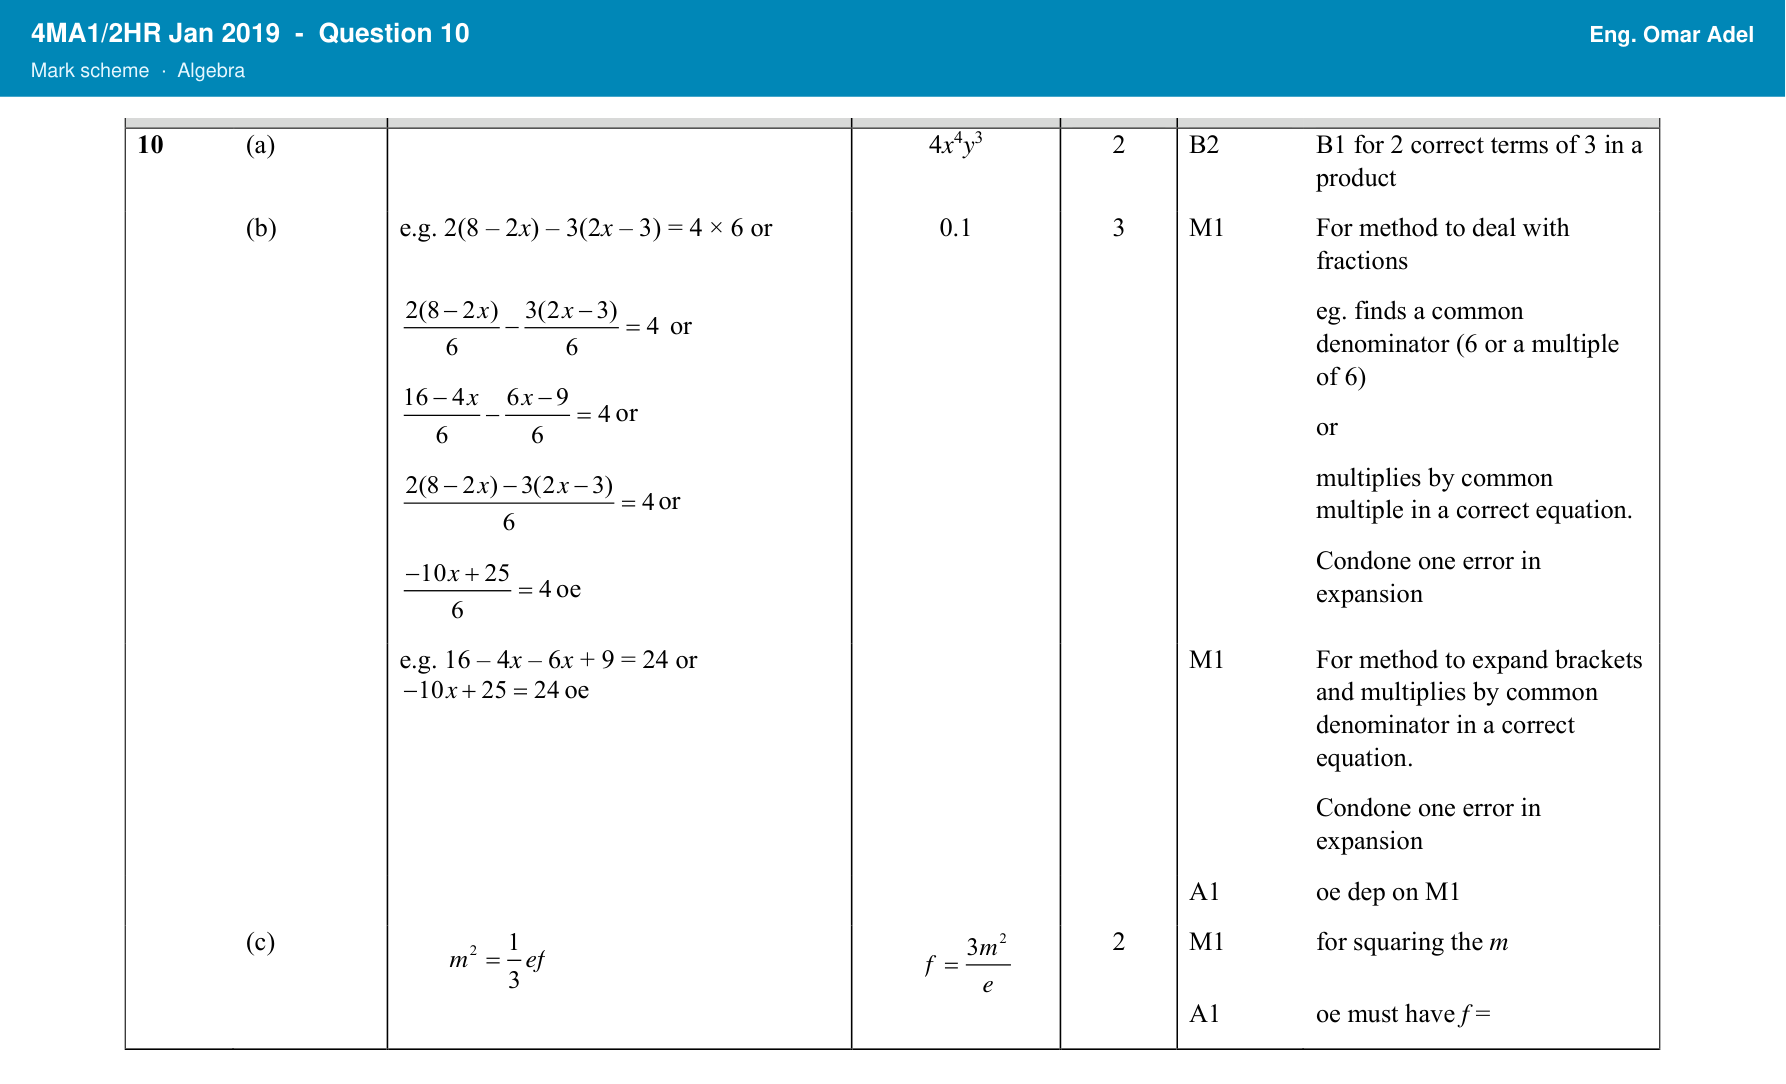 4MA1/2HR Jan 2019 - Question 10
Eng. Omar Adel
Mark scheme · Algebra
10 (a) 4x⁴y³ 2 B2 B1 for 2 correct terms of 3 in a
product
(b) e.g. 2(8 – 2x) – 3(2x – 3) = 4 × 6 or 0.1 3 M1 For method to deal with
fractions
2(8 – 2x)/6 – 3(2x – 3)/6 = 4 or
eg. finds a common
denominator (6 or a multiple
of 6)
(16 – 4x)/6 – (6x – 9)/6 = 4 or
or
(2(8 – 2x) – 3(2x – 3))/6 = 4 or
multiplies by common
multiple in a correct equation.
(–10x + 25)/6 = 4 oe
Condone one error in
expansion
e.g. 16 – 4x – 6x + 9 = 24 or M1 For method to expand brackets
–10x + 25 = 24 oe
and multiplies by common
denominator in a correct
equation.
Condone one error in
expansion
A1 oe dep on M1
(c) m² = 1/3 ef f = 3m²/e 2 M1 for squaring the m
A1 oe must have f =